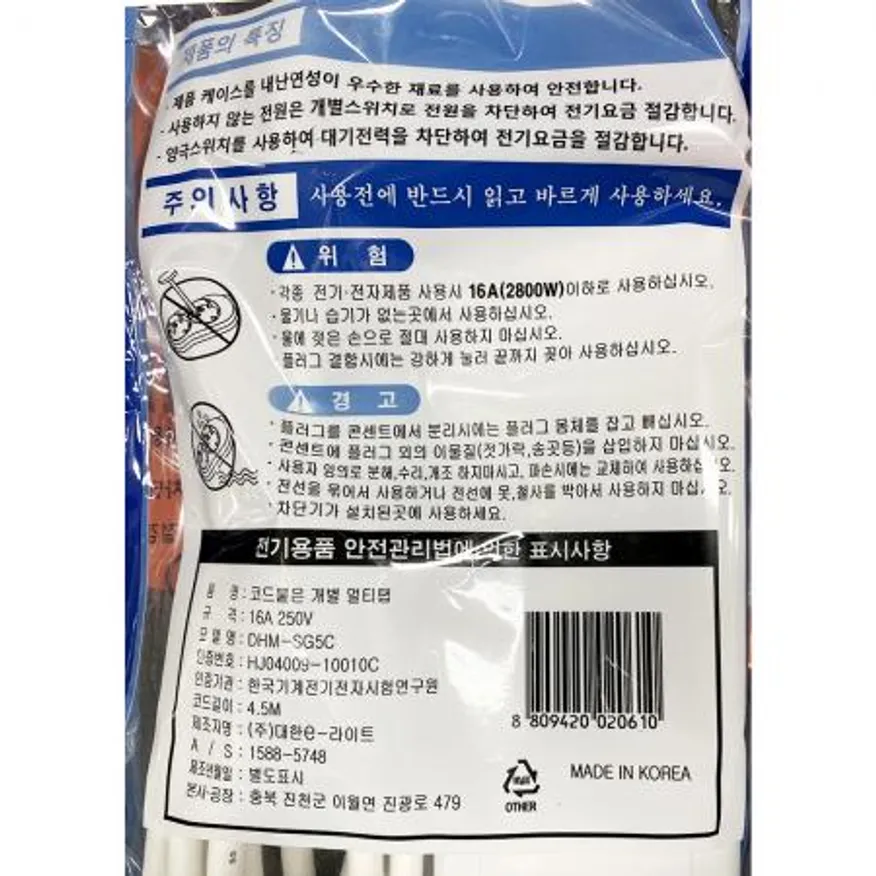 제품의 특징
· 제품 케이스를 내난연성이 우수한 재료를 사용하여 안전합니다.
- 사용하지 않는 전원은 개별스위치로 전원을 차단하여 전기요금 절감합니다.
- 양극스위치를 사용하여 대기전력을 차단하여 전기요금을 절감합니다.
주의사항 사용전에 반드시 읽고 바르게 사용하세요.
위 험
· 각종 전기·전자제품 사용시 16A(2800W)이하로 사용하십시오.
· 물기나 습기가 없는곳에서 사용하십시오.
· 물에 젖은 손으로 절대 사용하지 마십시오.
· 플러그 결합시에는 강하게 눌러 끝까지 꽂아 사용하십시오.
경 고
· 플러그를 콘센트에서 분리시에는 플러그 몸체를 잡고 빼십시오.
· 콘센트에 플러그 외의 이물질(젓가락,송곳등)을 삽입하지 마십시오.
· 사용자 임의로 분해,수리,개조 하지마시고, 파손시에는 교체하여 사용하십시오.
· 전선을 묶어서 사용하거나 전선에 못,철사를 박아서 사용하지 마십시오.
· 차단기가 설치된곳에 사용하세요.
전기용품 안전관리법에 의한 표시사항
품 명 : 코드붙은 개별 멀티탭
규 격 : 16A 250V
모 델 명 : DHM-SG5C
인증번호 : HJ04009-10010C
인증기관 : 한국기계전기전자시험연구원
코드길이 : 4.5M
제조자명 : (주)대한e-라이트
A / S : 1588-5748
제조년월일 : 별도표시
본사·공장 : 충북 진천군 이월면 진광로 479
8 809420 020610
OTHER
MADE IN KOREA